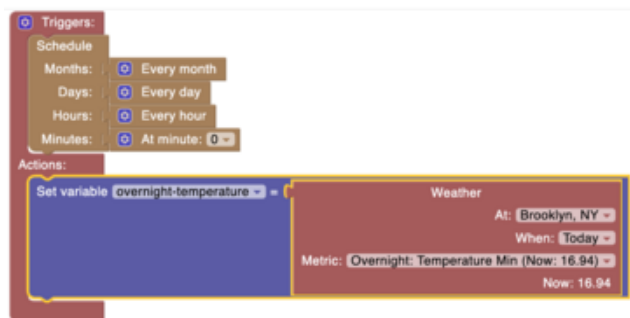 Triggers:
Schedule
Months: Every month
Days: Every day
Hours: Every hour
Minutes: At minute: 0
Actions:
Set variable overnight-temperature = Weather
At: Brooklyn, NY
When: Today
Metric: Overnight: Temperature Min (Now: 16.94)
Now: 16.94